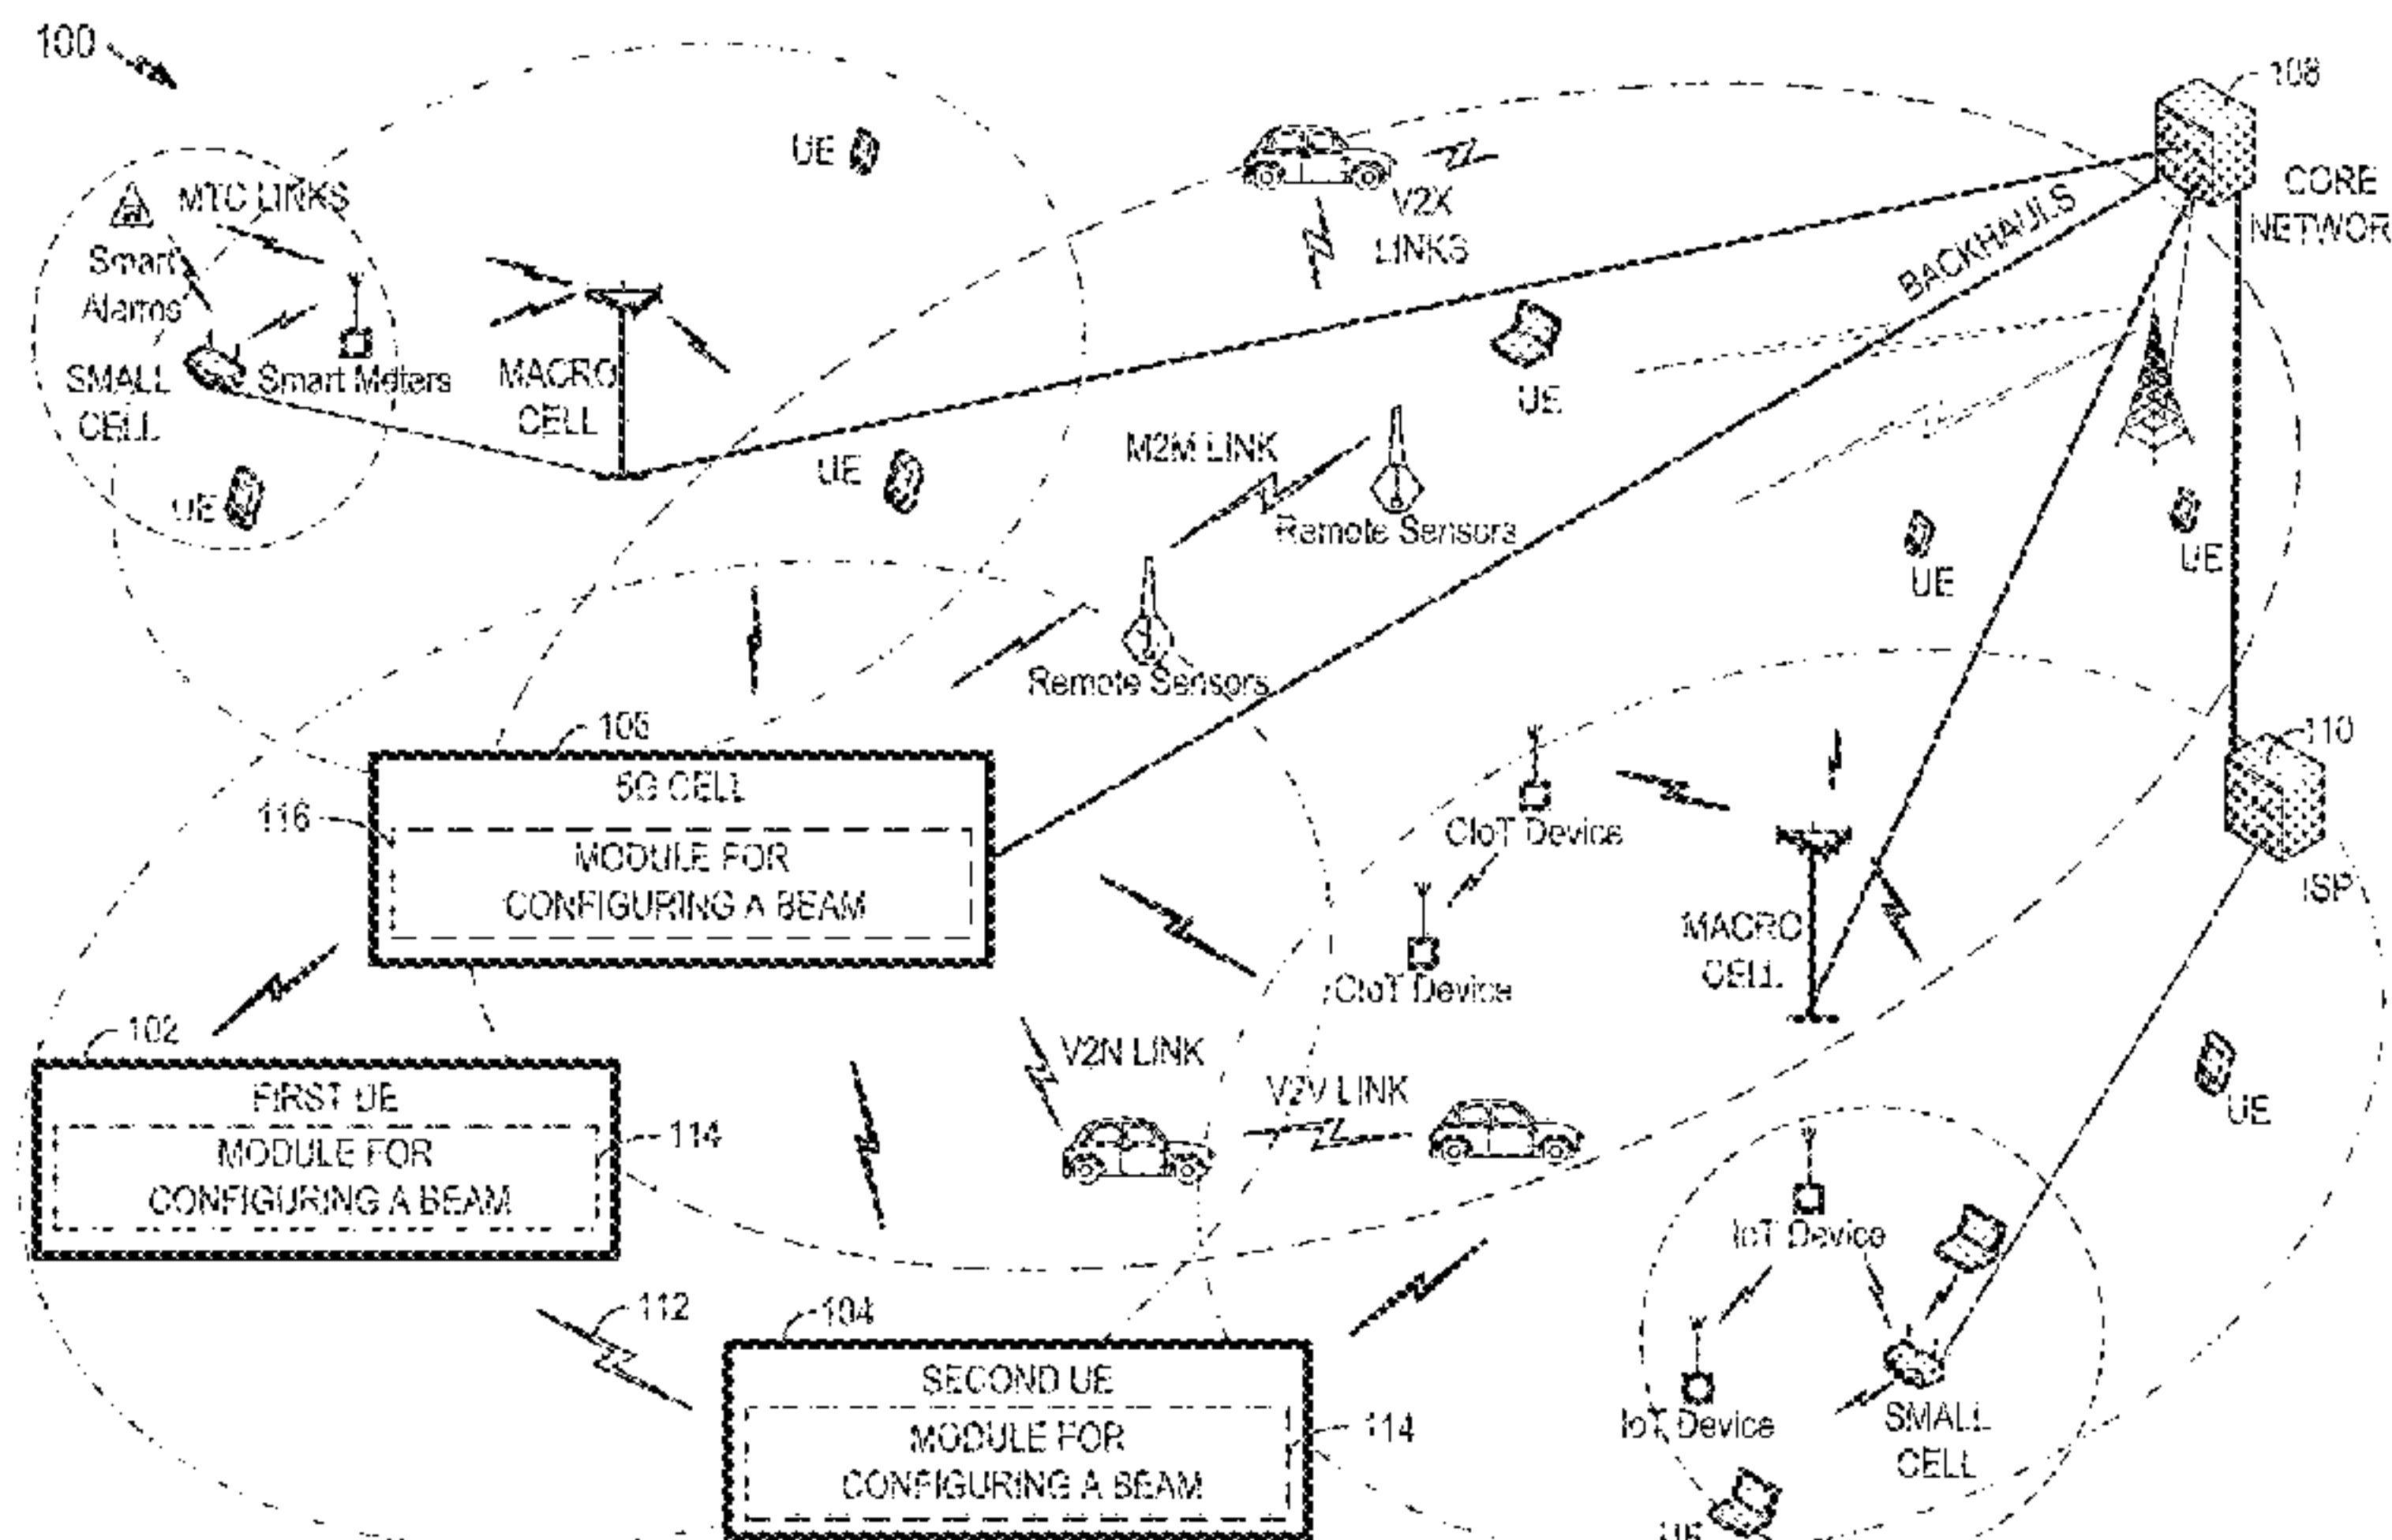 100
108
CORE
NETWOR
UE
MTC LINKS
Smart
Alarms
V2X
LINKS
BACKHAULS
SMALL
CELL
Smart Meters
MACRO
CELL
UE
UE
UE
M2M LINK
Remote Sensors
UE
UE
Remote Sensors
105
5G CELL
116
MODULE FOR
CONFIGURING A BEAM
110
ISP
CIoT Device
CIoT Device
MACRO
CELL
102
FIRST UE
MODULE FOR
CONFIGURING A BEAM
114
V2N LINK
V2V LINK
UE
IoT Device
112
104
SECOND UE
MODULE FOR
CONFIGURING A BEAM
114
IoT Device
SMALL
CELL
UE